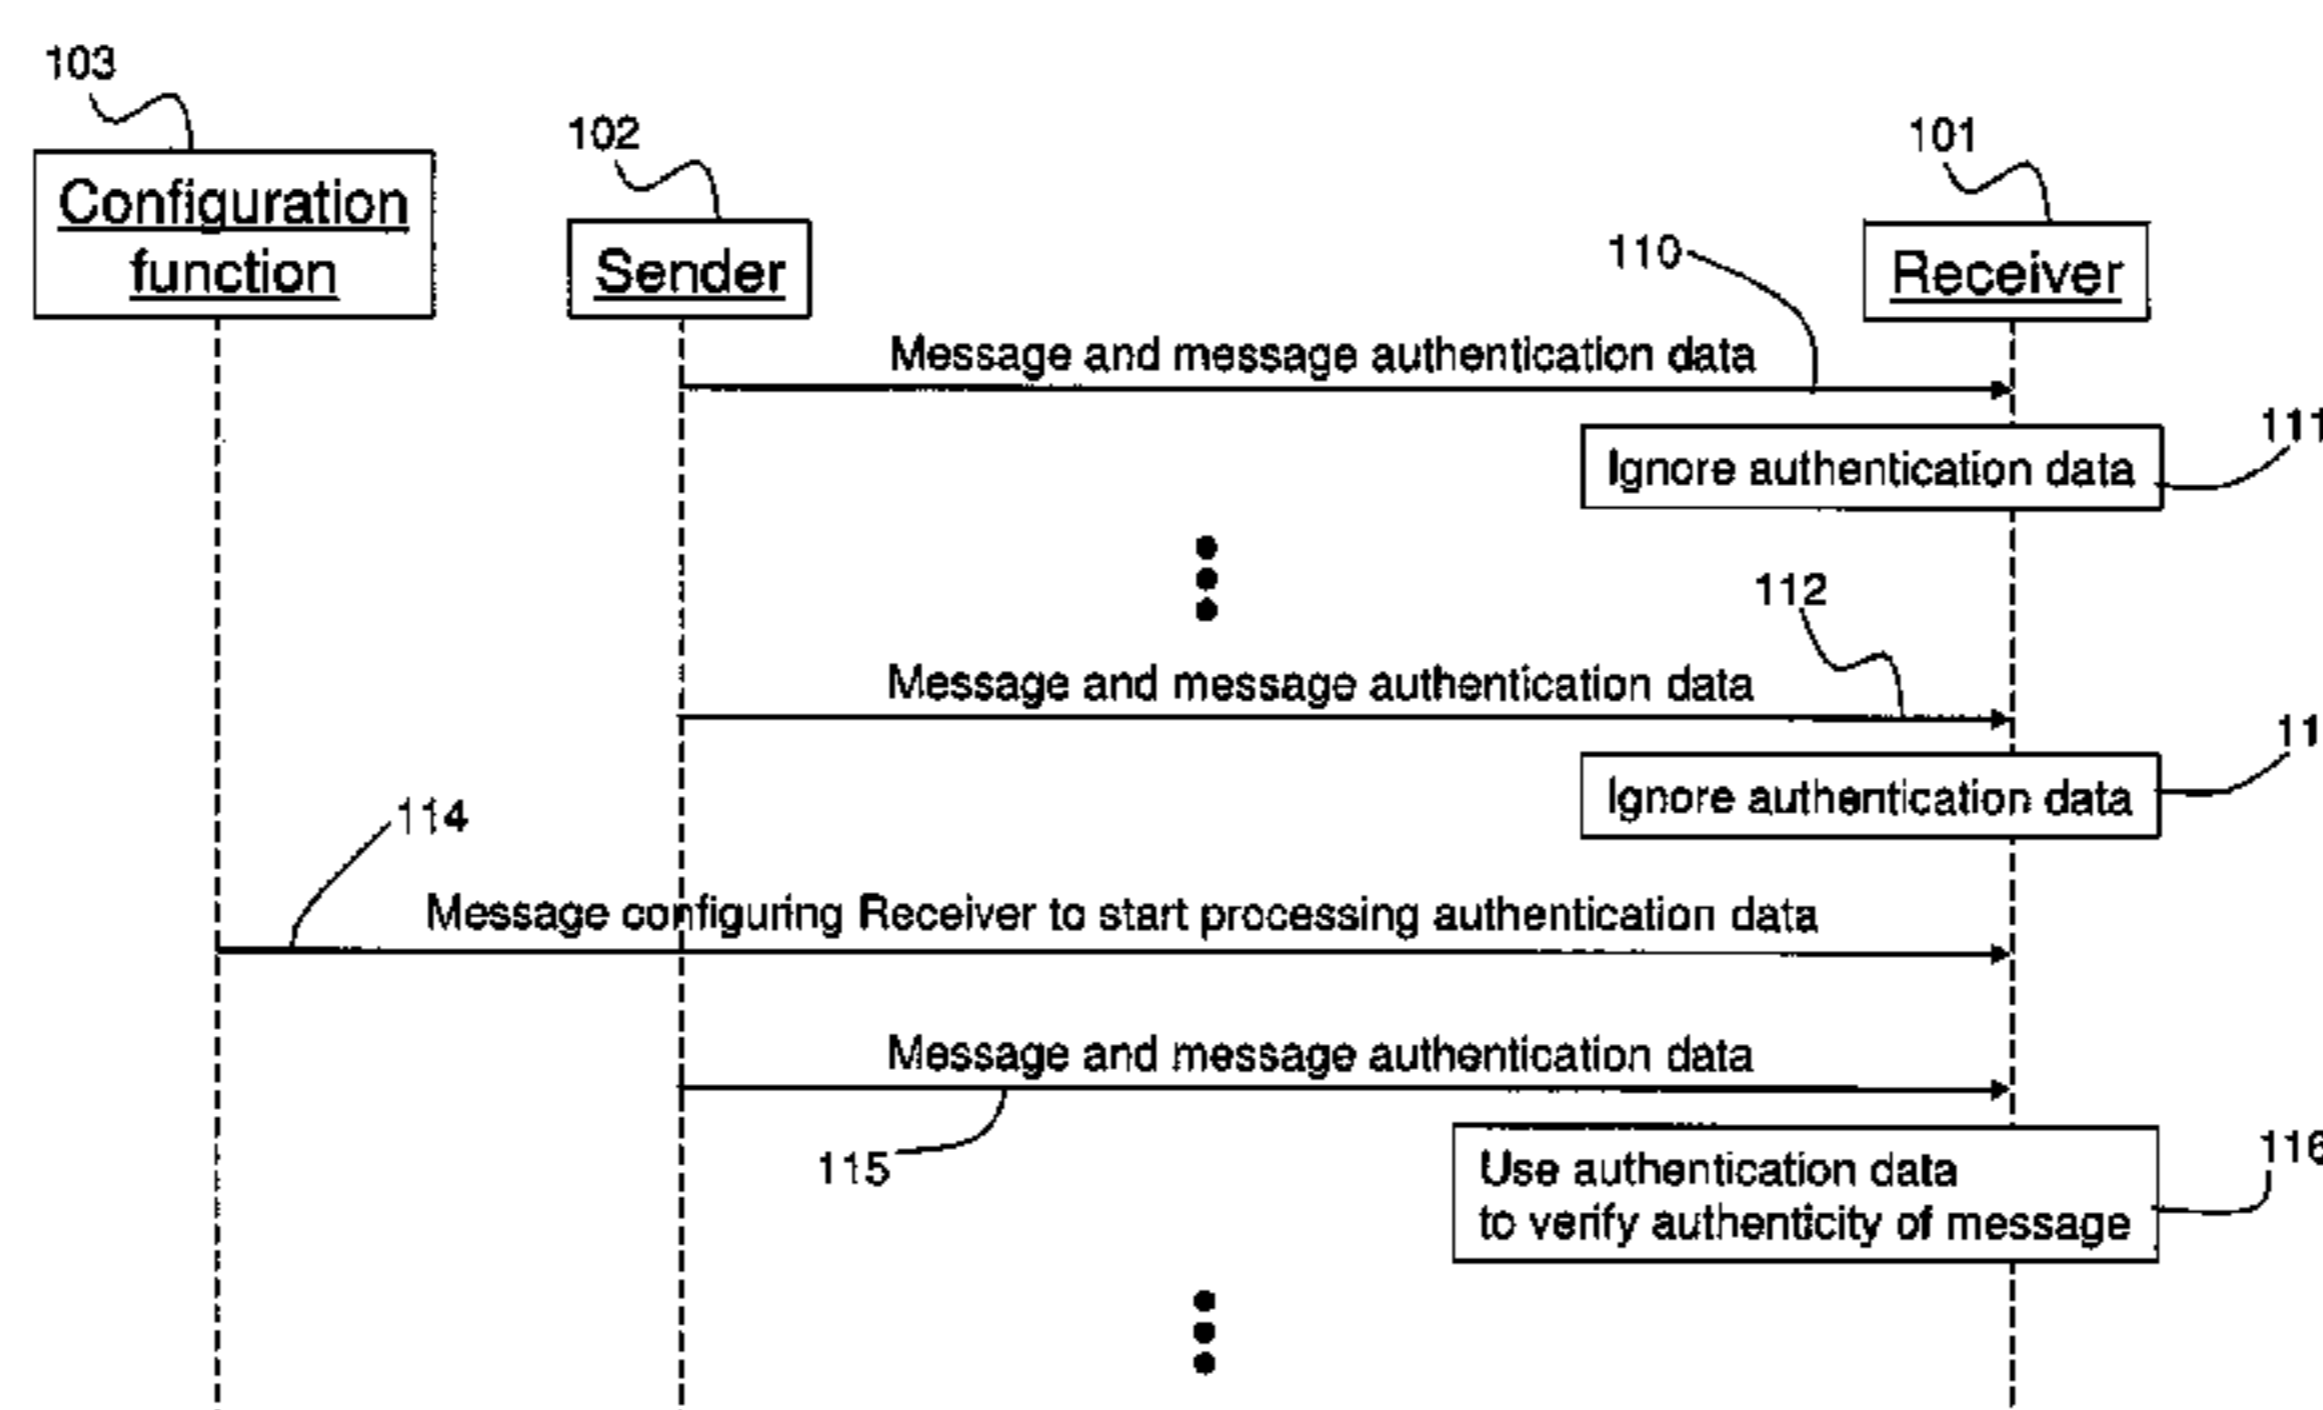 103
102
101
Configuration
function
Sender
Receiver
110
Message and message authentication data
111
Ignore authentication data
112
Message and message authentication data
11
Ignore authentication data
114
Message configuring Receiver to start processing authentication data
Message and message authentication data
115
116
Use authentication data
to verify authenticity of message